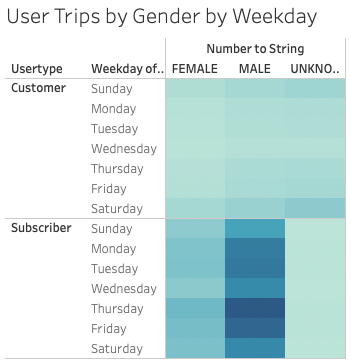 User Trips by Gender by Weekday
Number to String
Usertype Weekday of.. FEMALE MALE UNKNO..
Customer Sunday
Monday
Tuesday
Wednesday
Thursday
Friday
Saturday
Subscriber Sunday
Monday
Tuesday
Wednesday
Thursday
Friday
Saturday